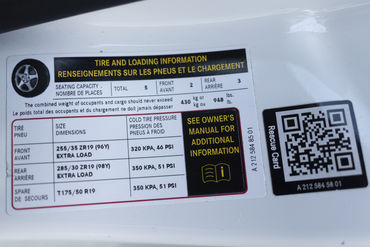 TIRE AND LOADING INFORMATION
RENSEIGNEMENTS SUR LES PNEUS ET LE CHARGEMENT
SEATING CAPACITY - NOMBRE DE PLACES TOTAL 5 FRONT AVANT 2 REAR ARRIÈRE 3
The combined weight of occupants and cargo should never exceed
Le poids total des occupants et du chargement ne doit jamais dépasser
430 kg or kg ou 948 lbs. lb.
TIRE PNEU SIZE DIMENSIONS COLD TIRE PRESSURE PRESSION DES PNEUS À FROID
FRONT AVANT 255/35 ZR19 (96Y) EXTRA LOAD 320 KPA, 46 PSI
REAR ARRIÈRE 285/30 ZR19 (98Y) EXTRA LOAD 350 KPA, 51 PSI
SPARE DE SECOURS T175/50 R19 350 KPA, 51 PSI
SEE OWNER'S
MANUAL FOR
ADDITIONAL
INFORMATION
A 212 584 85 01
Rescue Card
A 212 584 58 01